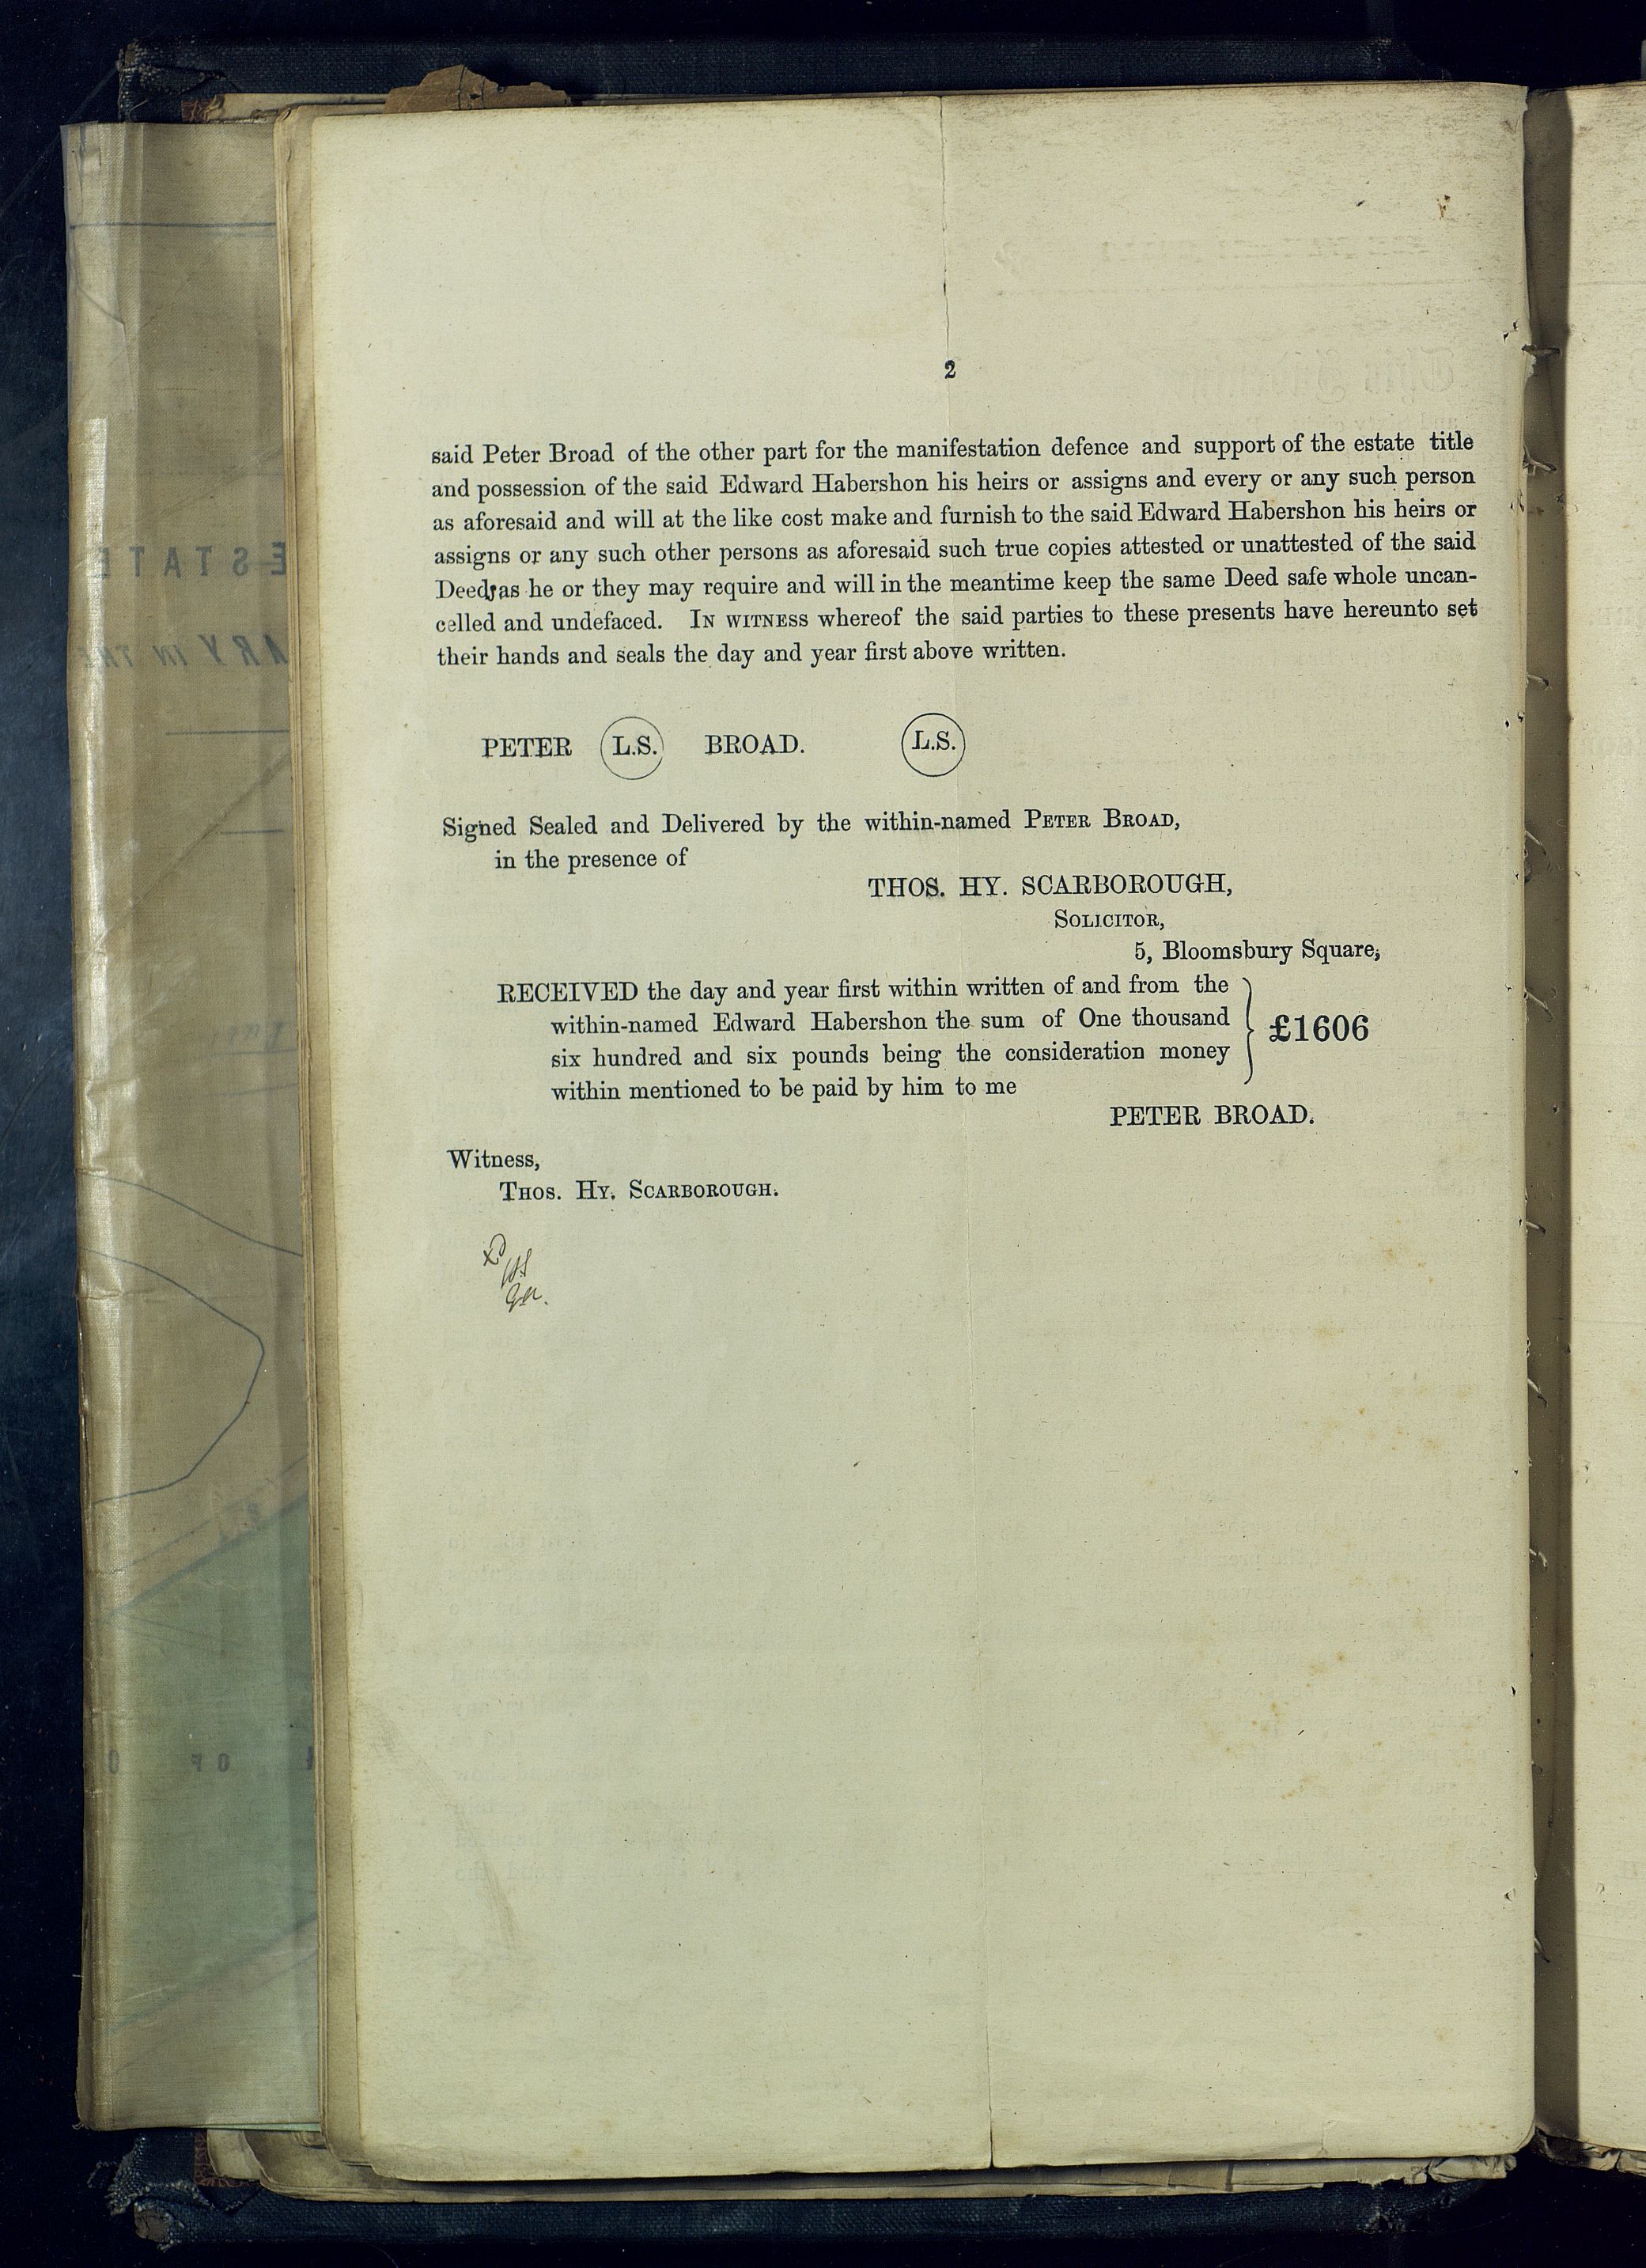 2
said Peter Broad of the other part for the manifestation defence and support of the estate title
and possession of the said Edward Habershon his heirs or assigns and every or any such person
as aforesaid and will at the like cost make and furnish to the said Edward Habershon his heirs or
assigns or any such other persons as aforesaid such true copies attested or unattested of the said
Deeds as he or they may require and will in the meantime keep the same Deed safe whole uncan-
celled and undefaced. IN WITNESS whereof the said parties to these presents have hereunto set
their hands and seals the day and year first above written.
PETER L.S. BROAD. L.S.
Signed Sealed and Delivered by the within-named PETER BROAD,
in the presence of
THOS. HY. SCARBOROUGH,
SOLICITOR,
5, Bloomsbury Square,
RECEIVED the day and year first within written of and from the
within-named Edward Habershon the sum of One thousand
six hundred and six pounds being the consideration money
within mentioned to be paid by him to me
£1606
PETER BROAD.
Witness,
THOS. HY. SCARBOROUGH.